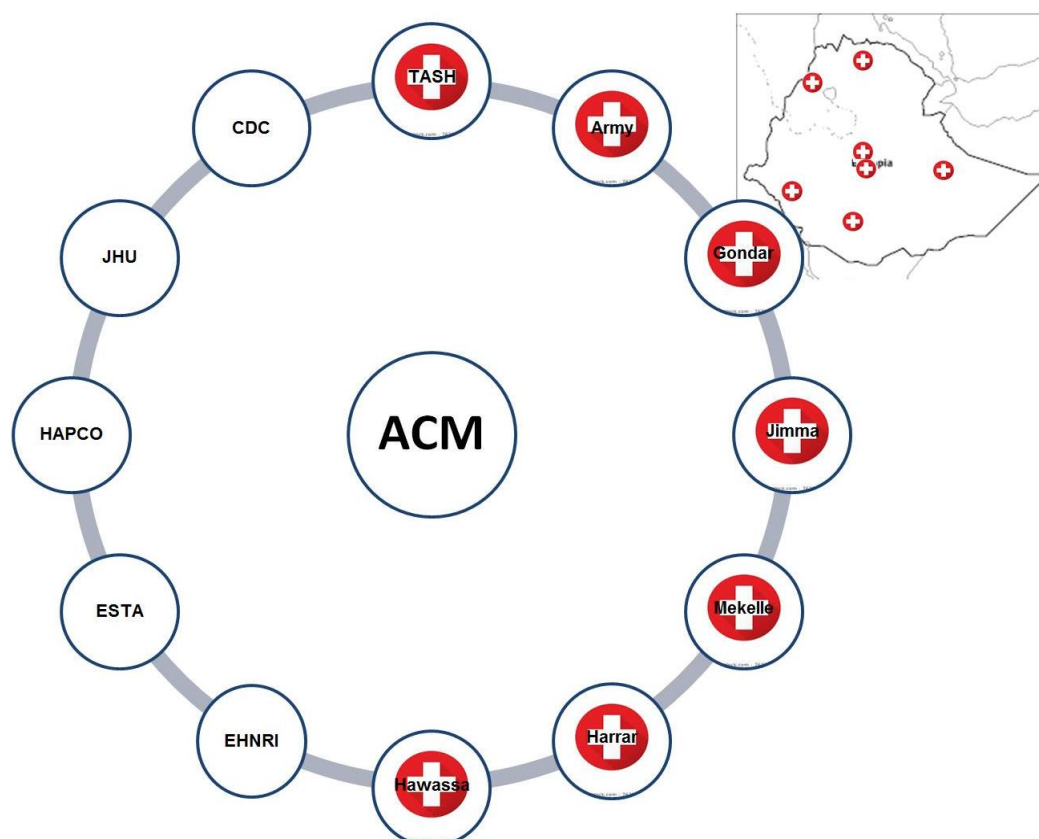 TASH
Army
Gondar
Jimma
Mekelle
Harrar
Hawassa
EHNRI
ESTA
HAPCO
JHU
CDC
ACM